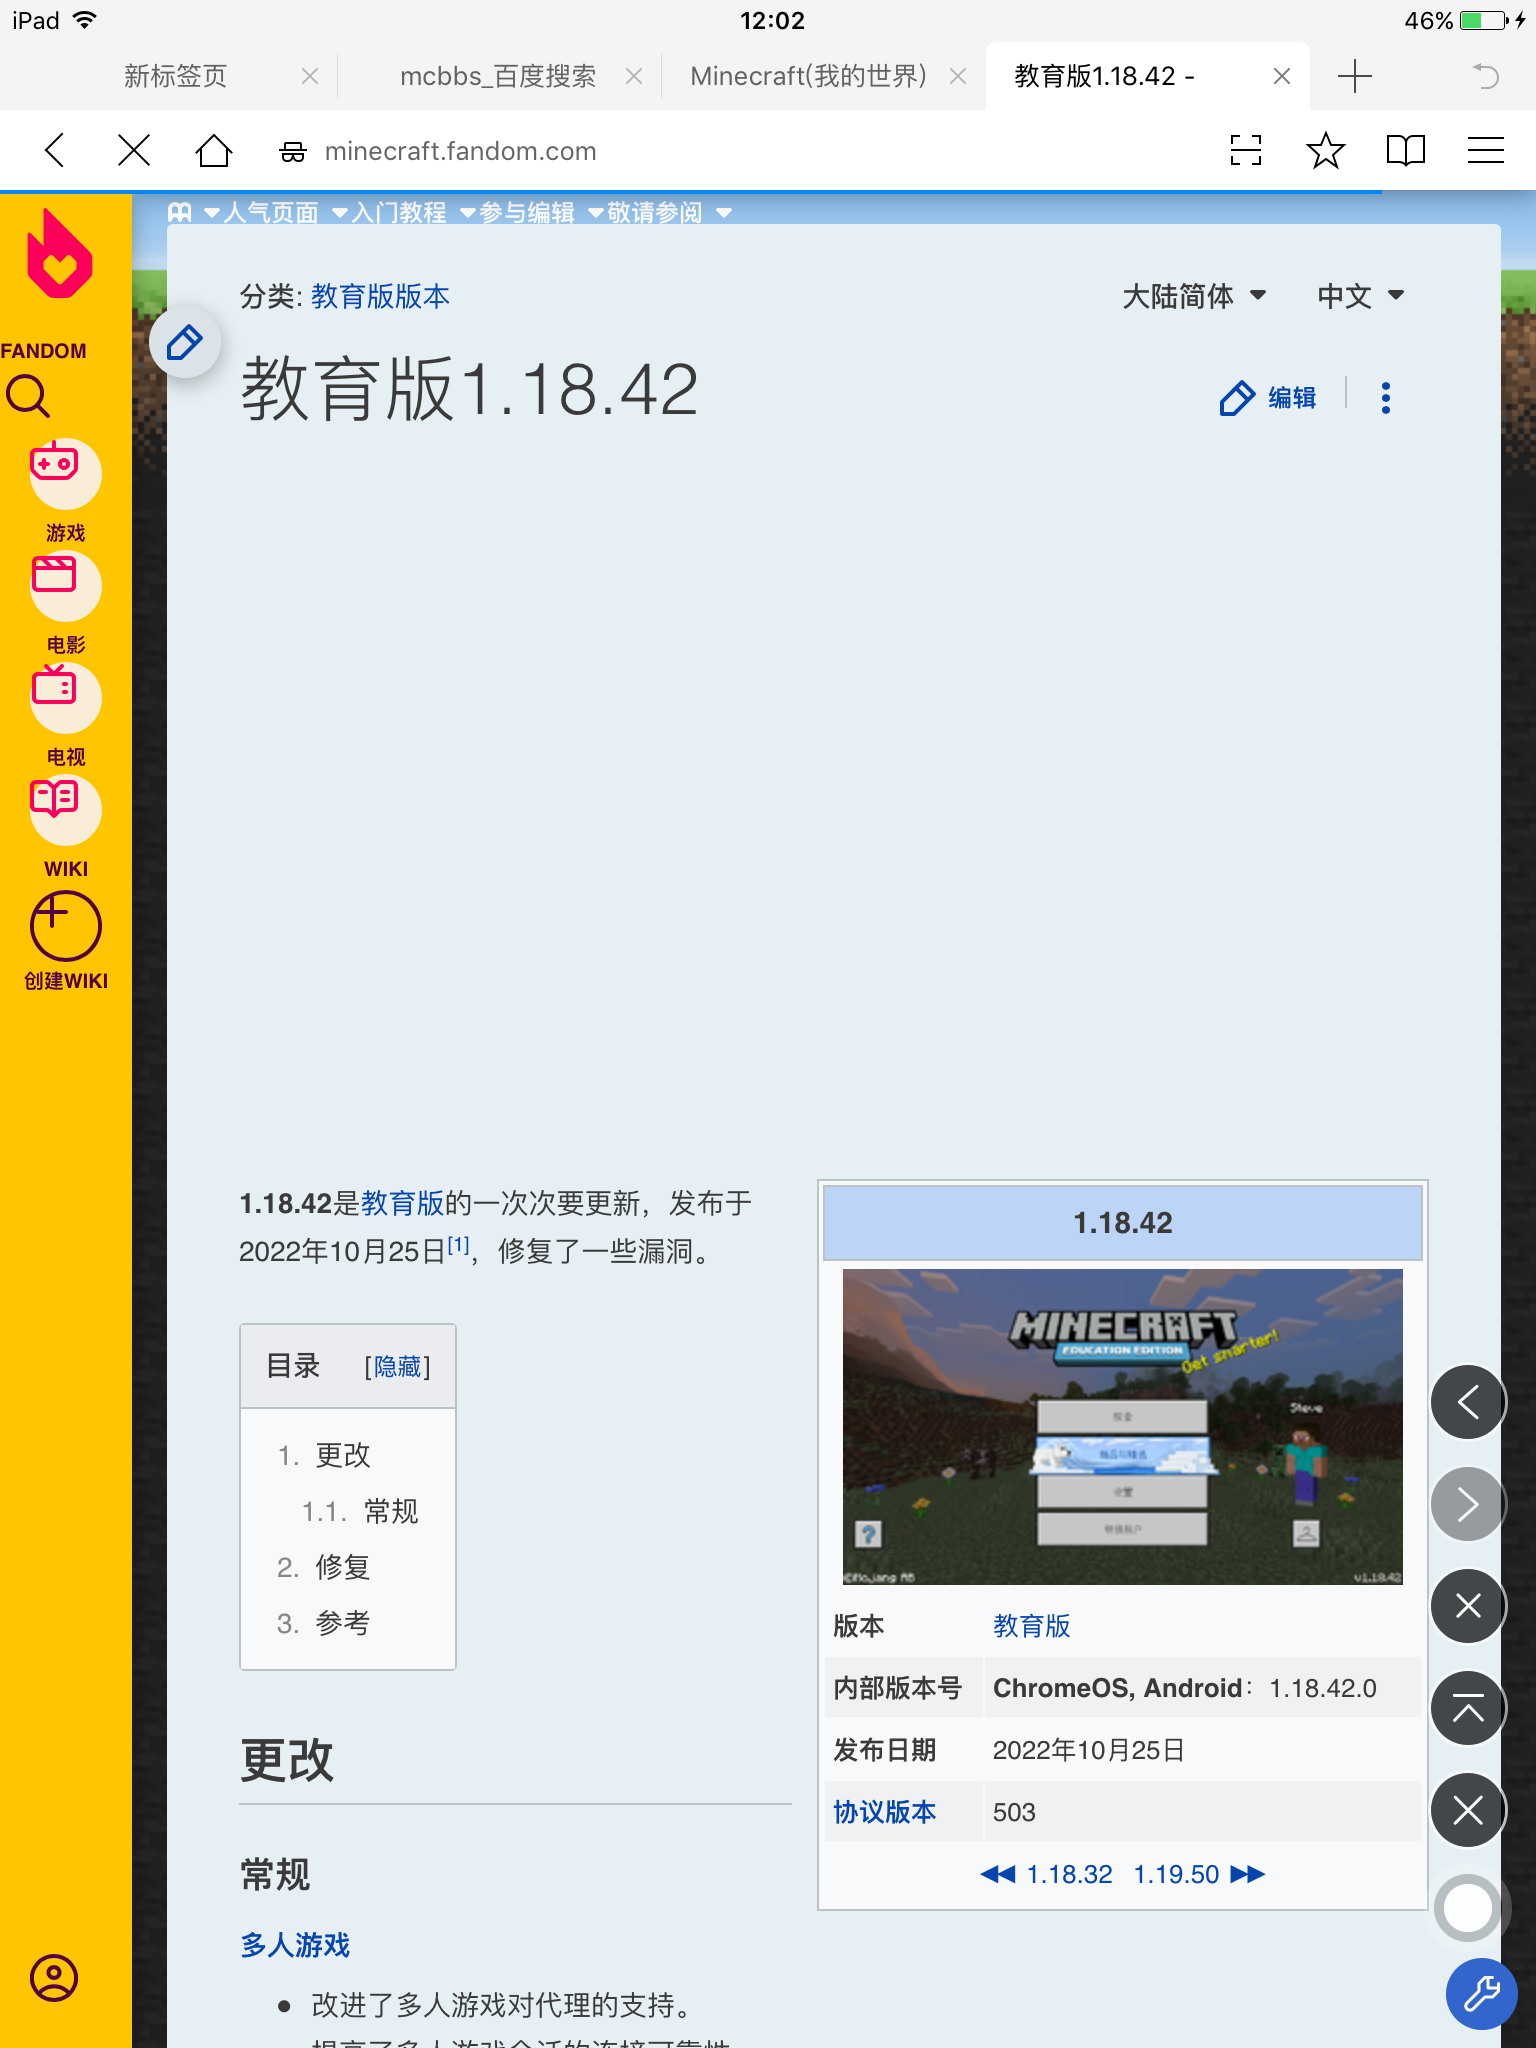 iPad
12:02
46%
新标签页
mcbbs_百度搜索
Minecraft(我的世界)
教育版1.18.42 -
minecraft.fandom.com
人气页面
入门教程
参与编辑
敬请参阅
FANDOM
游戏
电影
电视
WIKI
创建WIKI
分类: 教育版版本
大陆简体
中文
教育版1.18.42
编辑
1.18.42是教育版的一次次要更新，发布于
2022年10月25日[1]，修复了一些漏洞。
目录 [隐藏]
1. 更改
1.1. 常规
2. 修复
3. 参考
更改
常规
多人游戏
改进了多人游戏对代理的支持。
1.18.42
MINECRAFT
EDUCATION EDITION
Get smarter!
Steve
设置
©Mojang AB
v1.18.42
版本 教育版
内部版本号 ChromeOS, Android：1.18.42.0
发布日期 2022年10月25日
协议版本 503
1.18.32 1.19.50